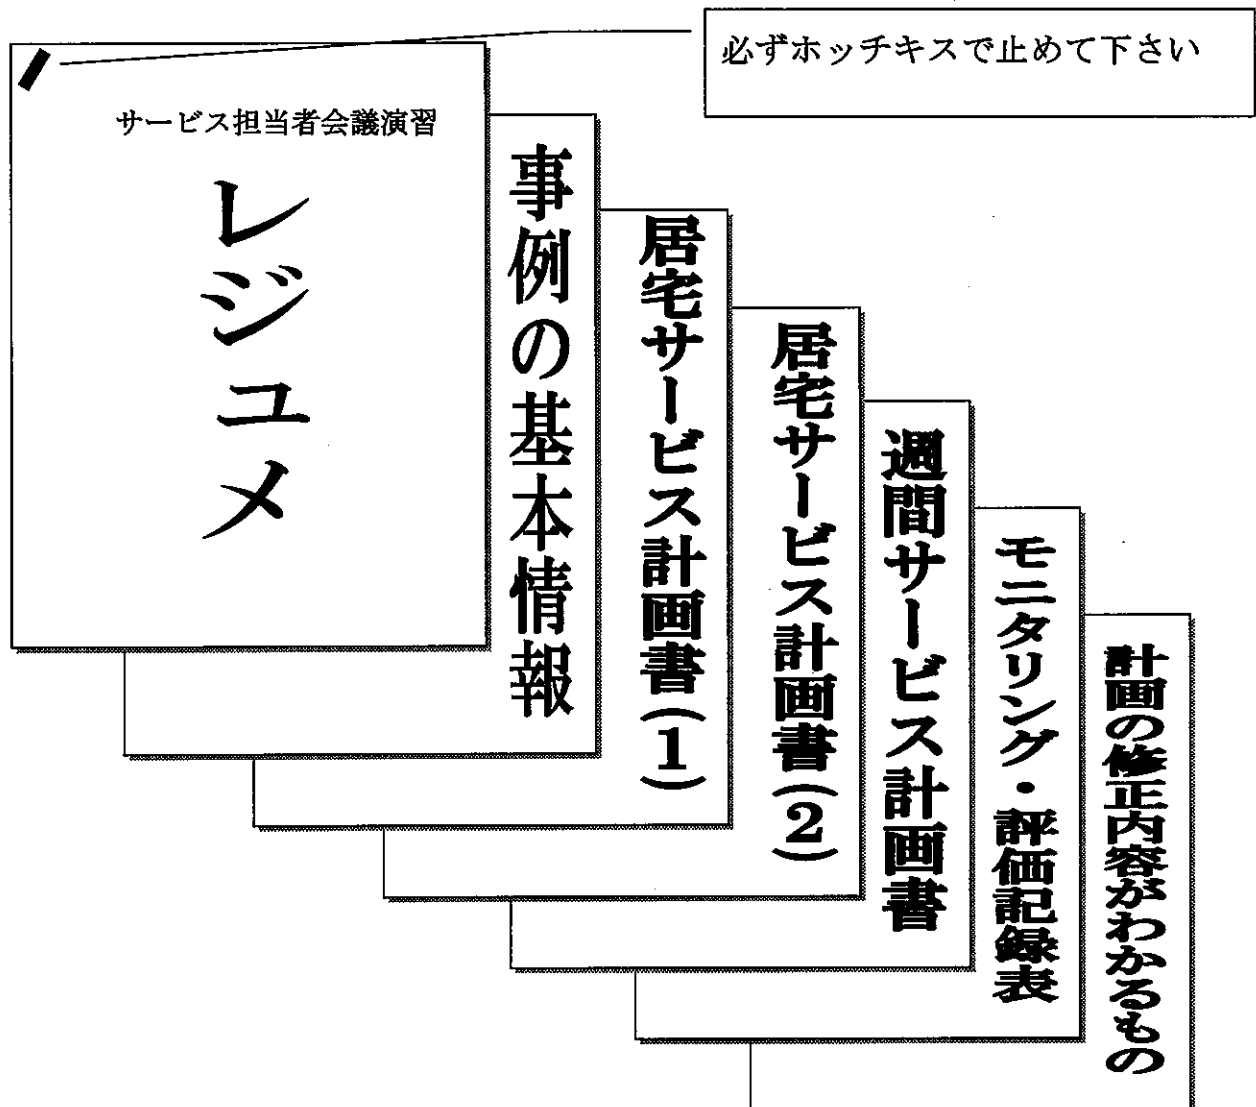 必ずホッチキスで止めて下さい
サービス担当者会議演習
レジュメ
事例の基本情報
居宅サービス計画書(1)
居宅サービス計画書(2)
週間サービス計画書
モニタリング・評価記録表
計画の修正内容がわかるもの